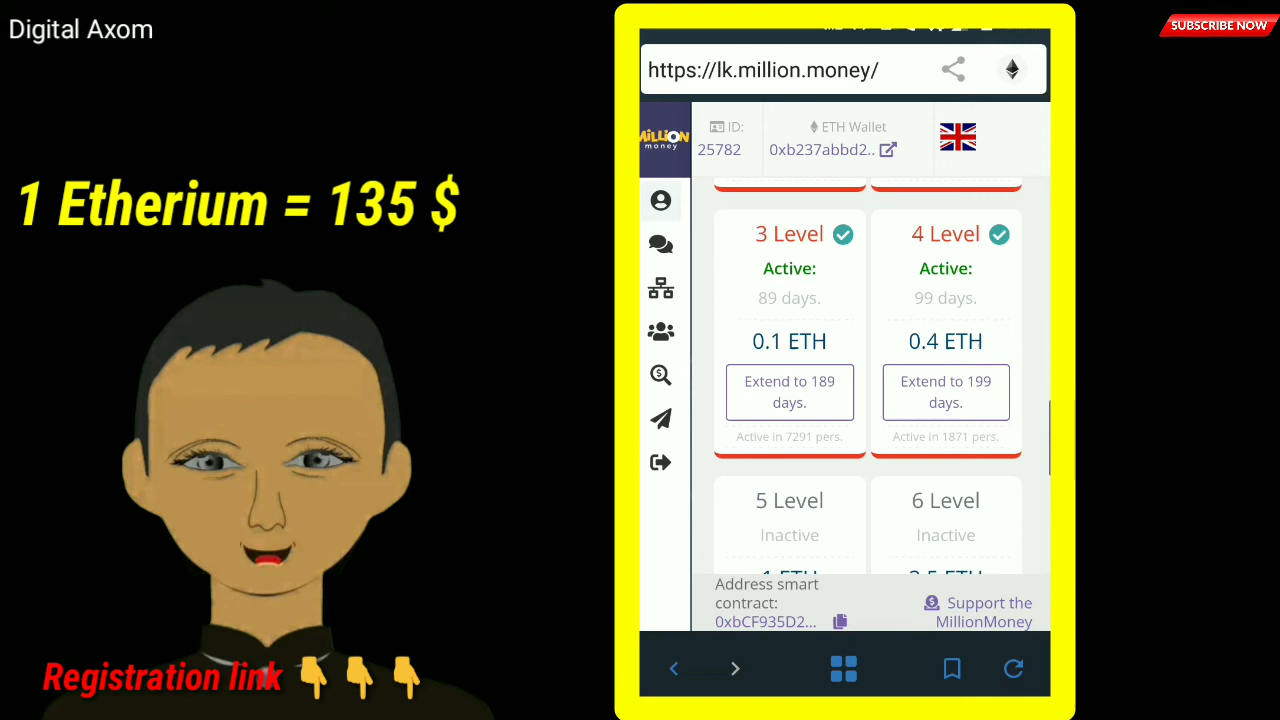 Digital Axom
SUBSCRIBE NOW
https://lk.million.money/
MiLLiON
money
ID:
25782
ETH Wallet
0xb237abbd2..
1 Etherium = 135 $
3 Level
Active:
89 days.
0.1 ETH
Extend to 189
days.
Active in 7291 pers.
4 Level
Active:
99 days.
0.4 ETH
Extend to 199
days.
Active in 1871 pers.
5 Level
Inactive
6 Level
Inactive
Address smart
contract:
0xbCF935D2...
Support the
MillionMoney
Registration link